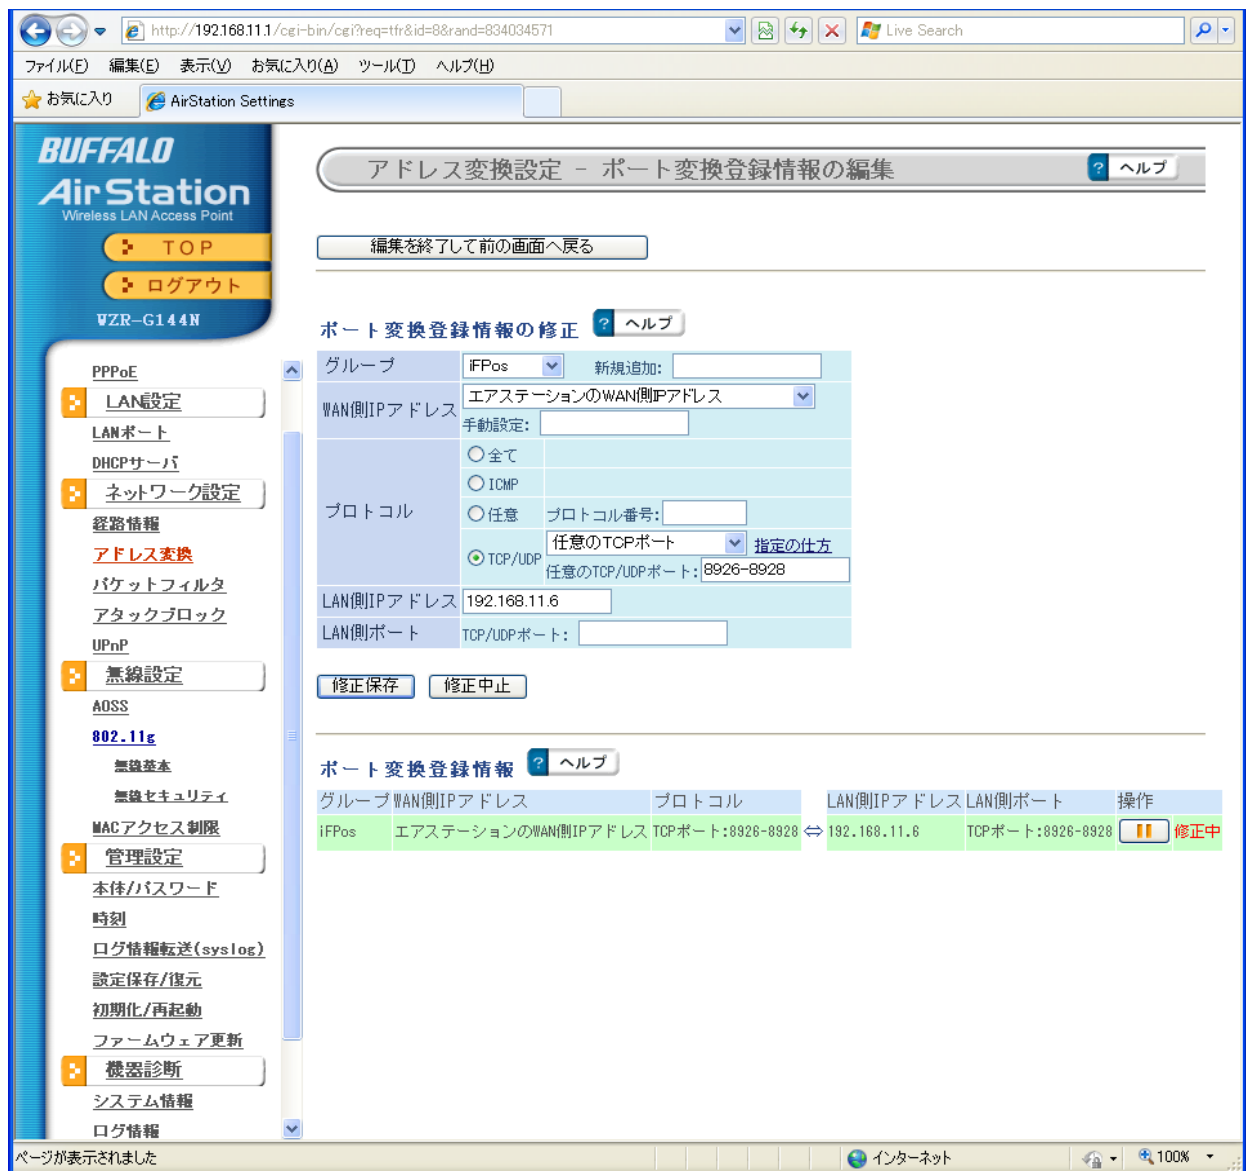 http://192.168.11.1/cgi-bin/cgi?req=tfr&id=8&rand=834034571
Live Search
ファイル(F) 編集(E) 表示(V) お気に入り(A) ツール(T) ヘルプ(H)
お気に入り AirStation Settings
BUFFALO
AirStation
Wireless LAN Access Point
TOP
ログアウト
WZR-G144N
PPPoE
LAN設定
LANポート
DHCPサーバ
ネットワーク設定
経路情報
アドレス変換
パケットフィルタ
アタックブロック
UPnP
無線設定
AOSS
802.11g
無線基本
無線セキュリティ
MACアクセス制限
管理設定
本体/パスワード
時刻
ログ情報転送(syslog)
設定保存/復元
初期化/再起動
ファームウェア更新
機器診断
システム情報
ログ情報
アドレス変換設定 - ポート変換登録情報の編集 ? ヘルプ
編集を終了して前の画面へ戻る
ポート変換登録情報の修正 ? ヘルプ
グループ iFPos 新規追加:
WAN側IPアドレス エアステーションのWAN側IPアドレス
手動設定:
プロトコル
全て
ICMP
任意 プロトコル番号:
TCP/UDP 任意のTCPポート 指定の仕方
任意のTCP/UDPポート: 8926-8928
LAN側IPアドレス 192.168.11.6
LAN側ポート TCP/UDPポート:
修正保存 修正中止
ポート変換登録情報 ? ヘルプ
グループ WAN側IPアドレス プロトコル LAN側IPアドレス LAN側ポート 操作
iFPos エアステーションのWAN側IPアドレス TCPポート:8926-8928 ⇔ 192.168.11.6 TCPポート:8926-8928 修正中
ページが表示されました インターネット 100%